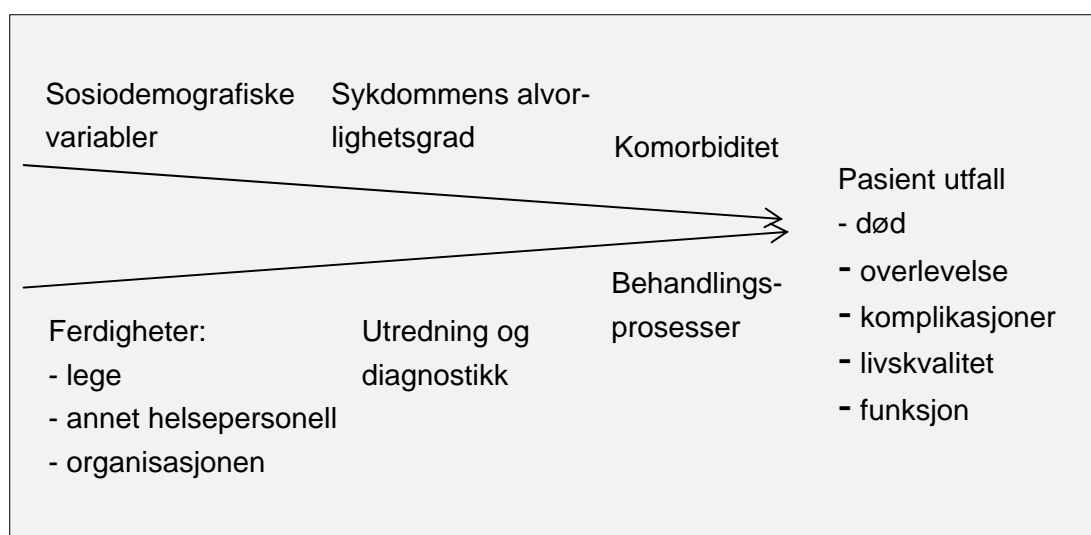 Sosiodemografiske
variabler
Sykdommens alvor-
lighetsgrad
Komorbiditet
Ferdigheter:
- lege
- annet helsepersonell
- organisasjonen
Utredning og
diagnostikk
Behandlings-
prosesser
Pasient utfall
- død
- overlevelse
- komplikasjoner
- livskvalitet
- funksjon